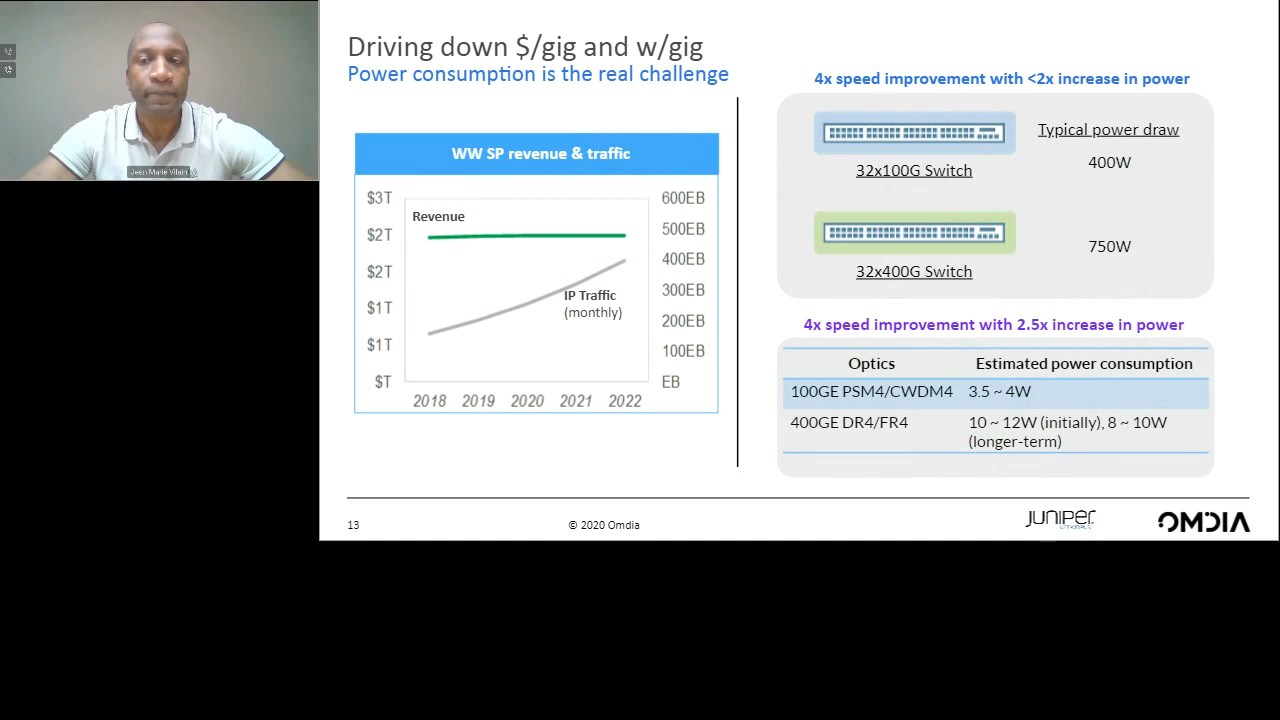 Jean Marie Vilain
Driving down $/gig and w/gig
Power consumption is the real challenge
WW SP revenue & traffic
$3T
$2T
$2T
$1T
$1T
$T
Revenue
IP Traffic
(monthly)
600EB
500EB
400EB
300EB
200EB
100EB
EB
2018 2019 2020 2021 2022
4x speed improvement with <2x increase in power
Typical power draw
32x100G Switch
400W
32x400G Switch
750W
4x speed improvement with 2.5x increase in power
Optics Estimated power consumption
100GE PSM4/CWDM4 3.5 ~ 4W
400GE DR4/FR4 10 ~ 12W (initially), 8 ~ 10W
(longer-term)
13
© 2020 Omdia
JUNIPER
NETWORKS
OMDIA